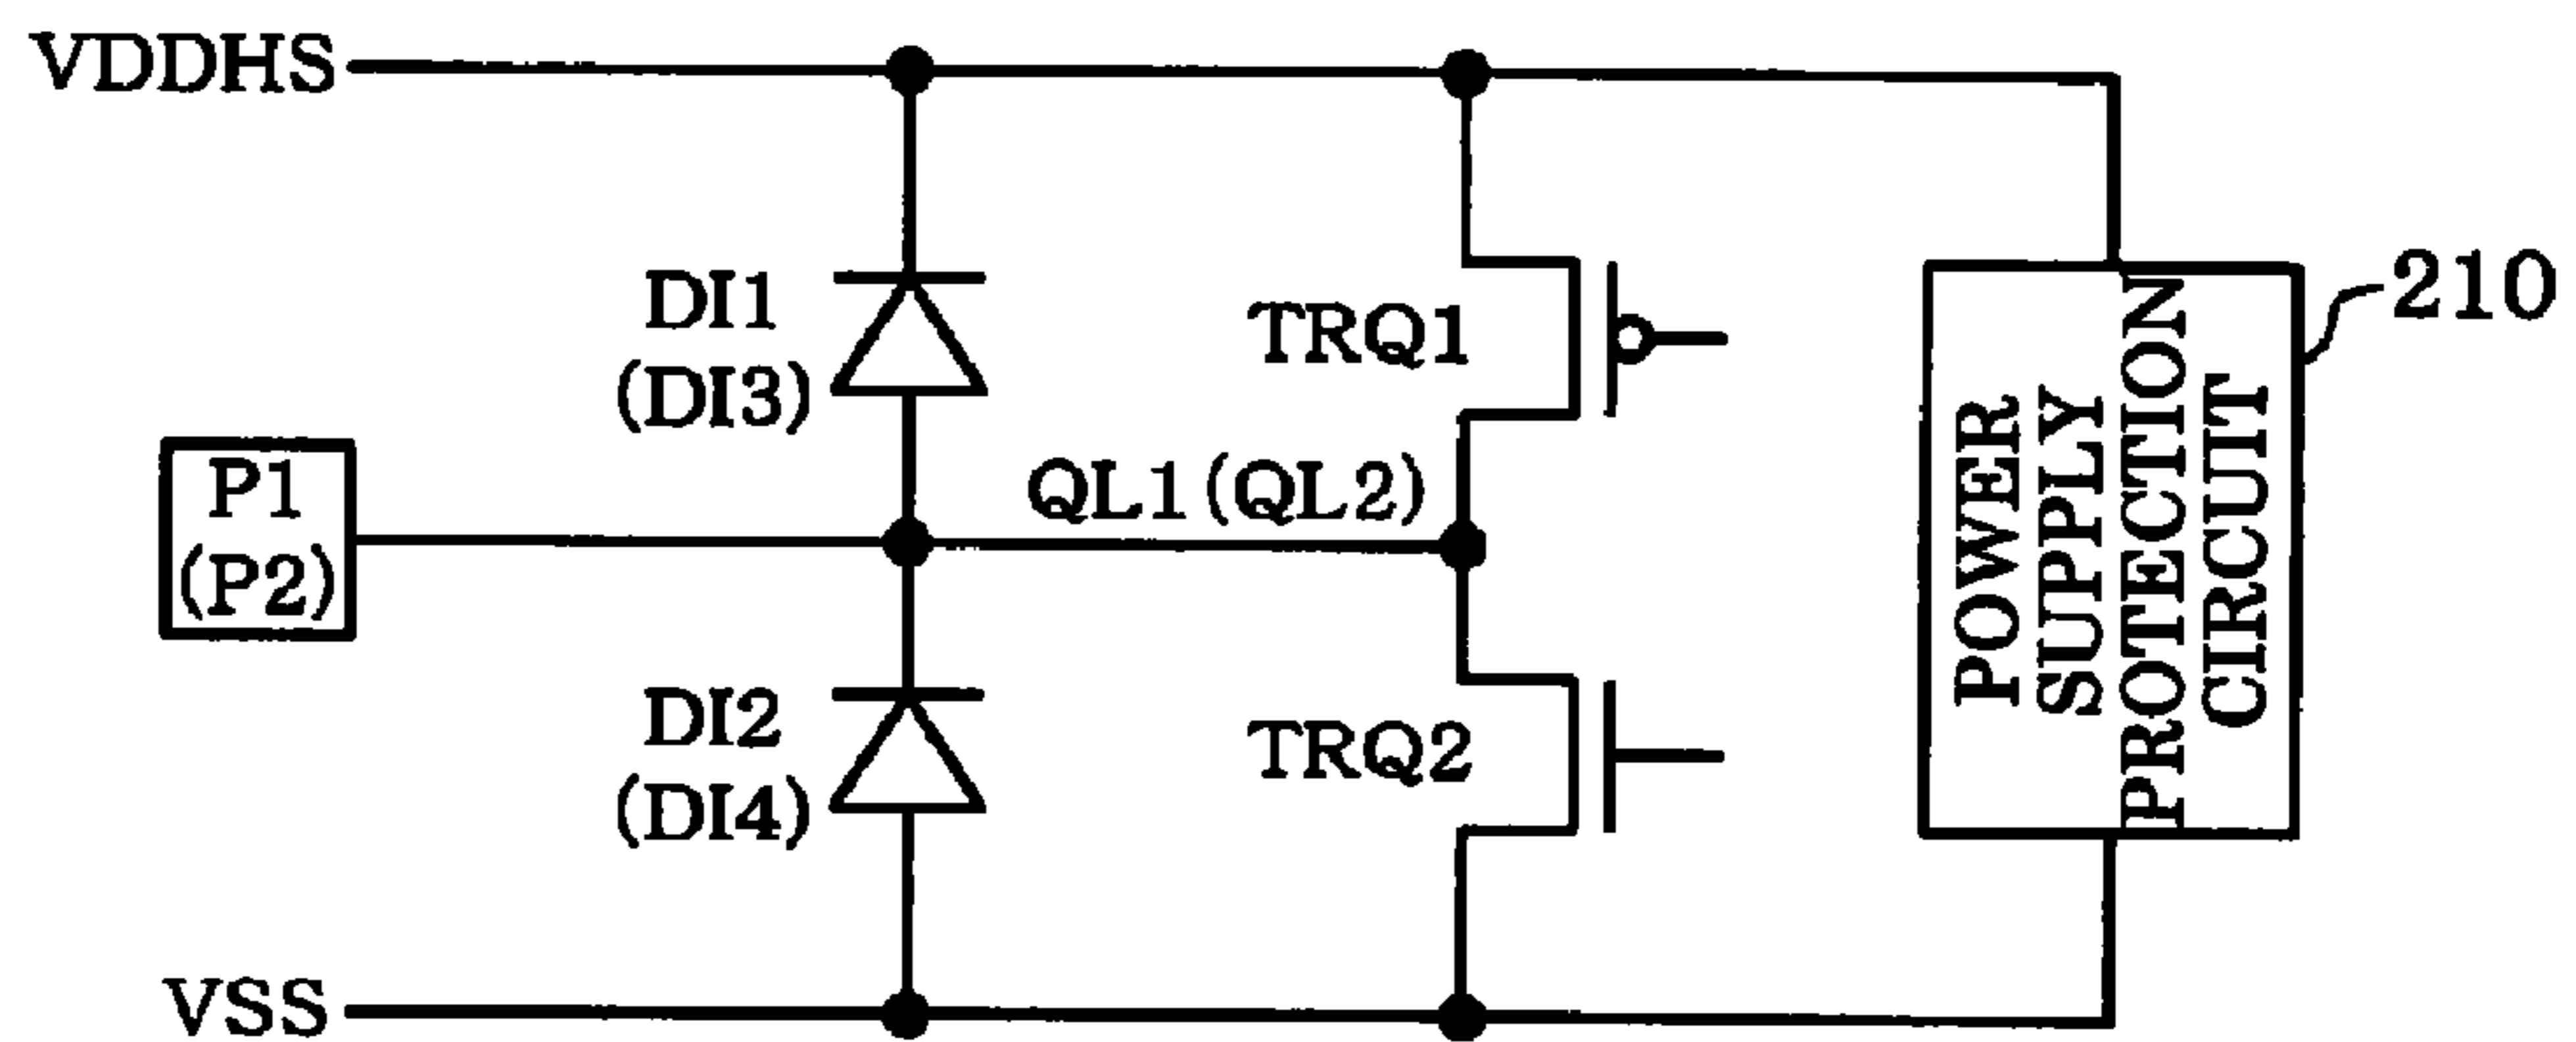 VDDHS
DI1
(DI3)
TRQ1
210
P1
(P2)
QL1(QL2)
POWER
SUPPLY
PROTECTION
CIRCUIT
DI2
(DI4)
TRQ2
VSS